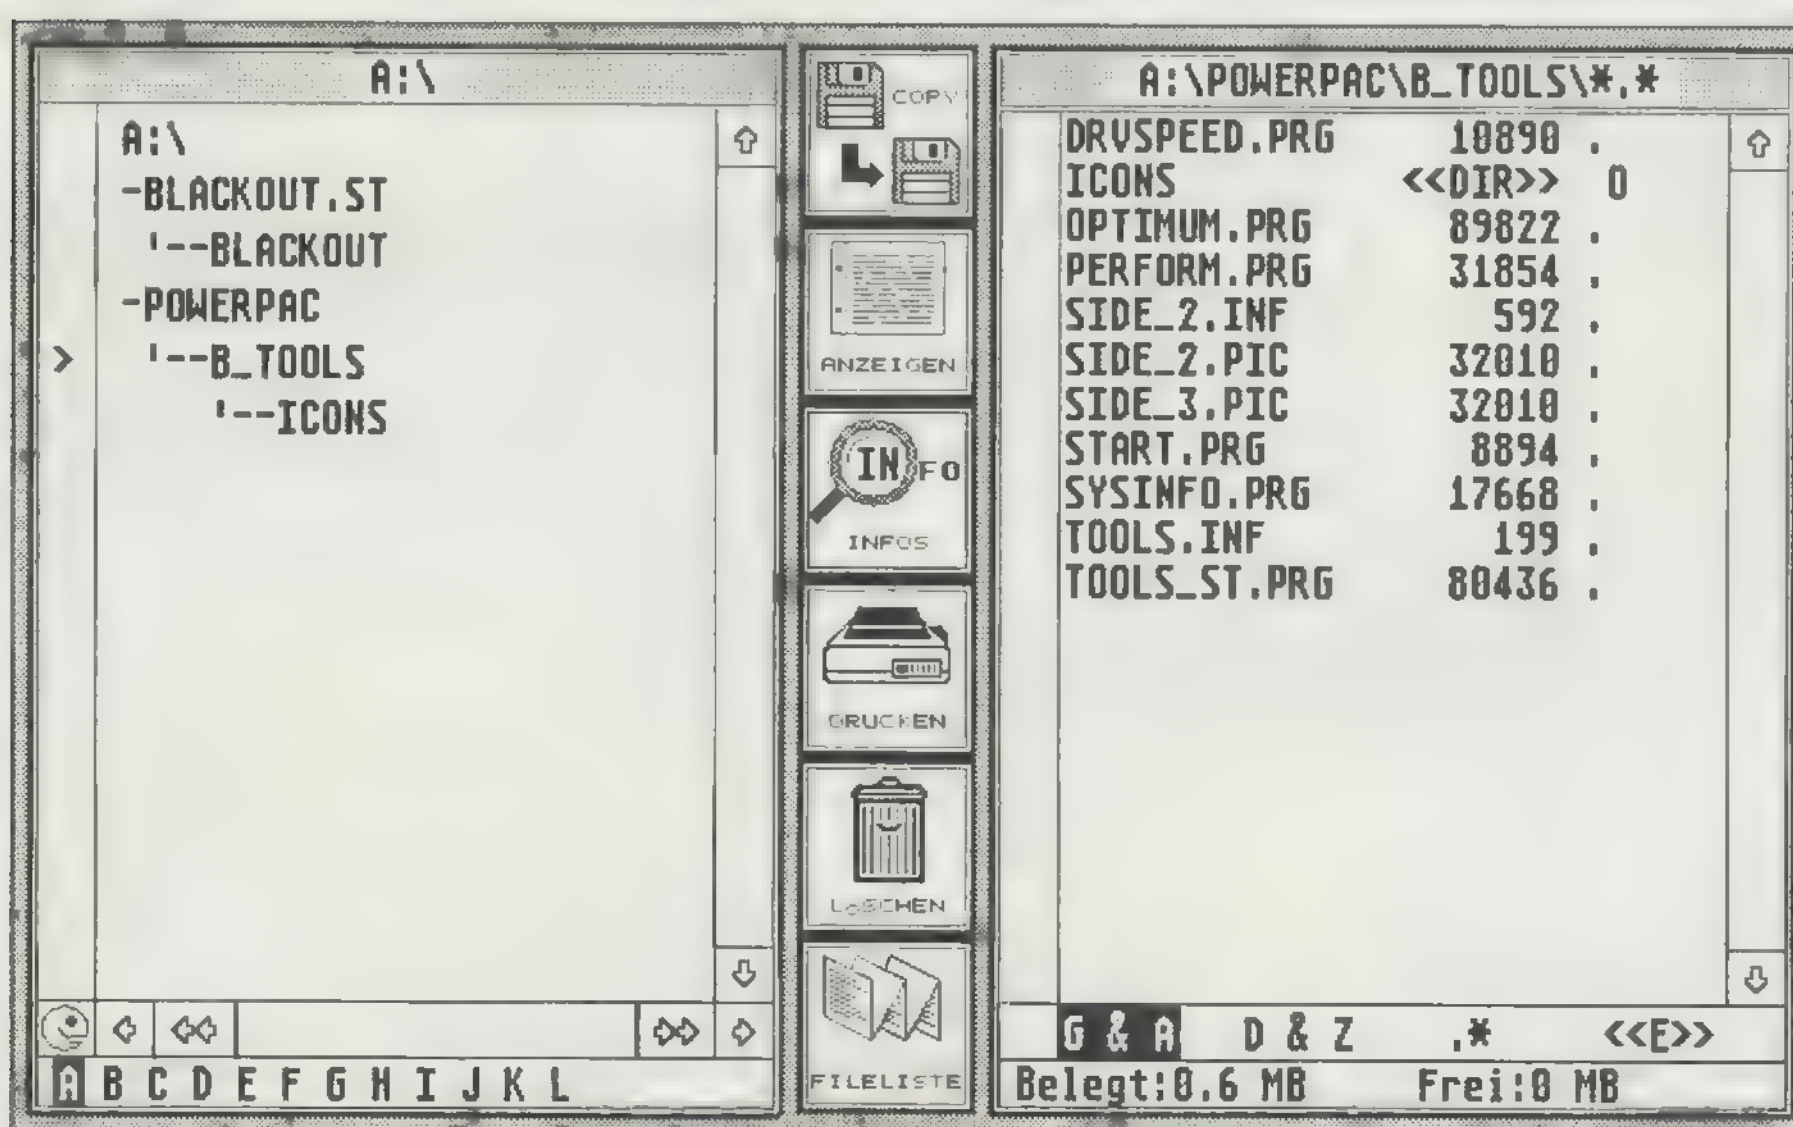 A:\
A:\
-BLACKOUT.ST
'--BLACKOUT
-POWERPAC
> '--B_TOOLS
'--ICONS
A B C D E F G H I J K L
COPY
ANZEIGEN
INFO
INFOS
DRUCKEN
LÖSCHEN
FILELISTE
A:\POWERPAC\B_TOOLS\*.*
DRVSPEED.PRG 10890 .
ICONS <<DIR>> 0
OPTIMUM.PRG 89822 .
PERFORM.PRG 31854 .
SIDE_2.INF 592 .
SIDE_2.PIC 32010 .
SIDE_3.PIC 32010 .
START.PRG 8894 .
SYSINFO.PRG 17668 .
TOOLS.INF 199 .
TOOLS_ST.PRG 80436 .
G & A D & Z .* <<E>>
Belegt:0.6 MB Frei:0 MB